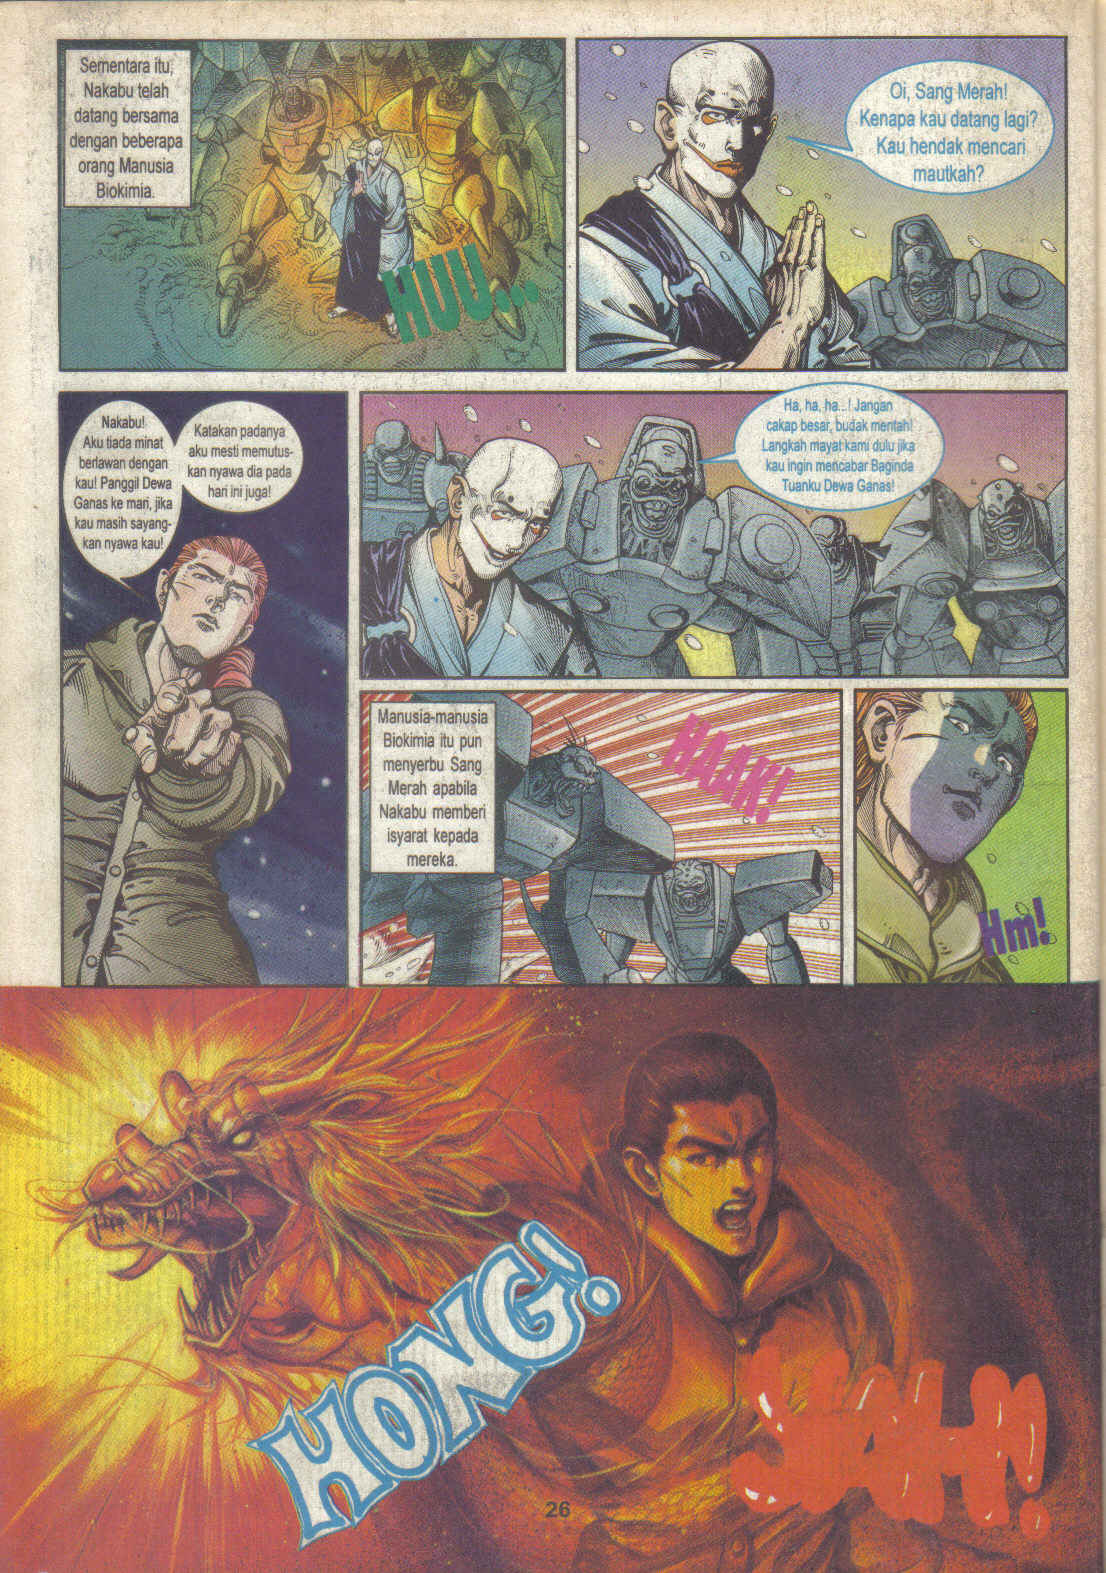 Sementara itu,
Nakabu telah
datang bersama
dengan beberapa
orang Manusia
Biokimia.
HUU...
Oi, Sang Merah!
Kenapa kau datang lagi?
Kau hendak mencari
mautkah?
Nakabu!
Aku tiada minat
berlawan dengan
kau! Panggil Dewa
Ganas ke mari, jika
kau masih sayang-
kan nyawa kau!
Katakan padanya
aku mesti memutus-
kan nyawa dia pada
hari ini juga!
Ha, ha, ha...! Jangan
cakap besar, budak mentah!
Langkah mayat kami dulu jika
kau ingin mencabar Baginda
Tuanku Dewa Ganas!
Manusia-manusia
Biokimia itu pun
menyerbu Sang
Merah apabila
Nakabu memberi
isyarat kepada
mereka.
HAAK!
Hm!
HONG!
26